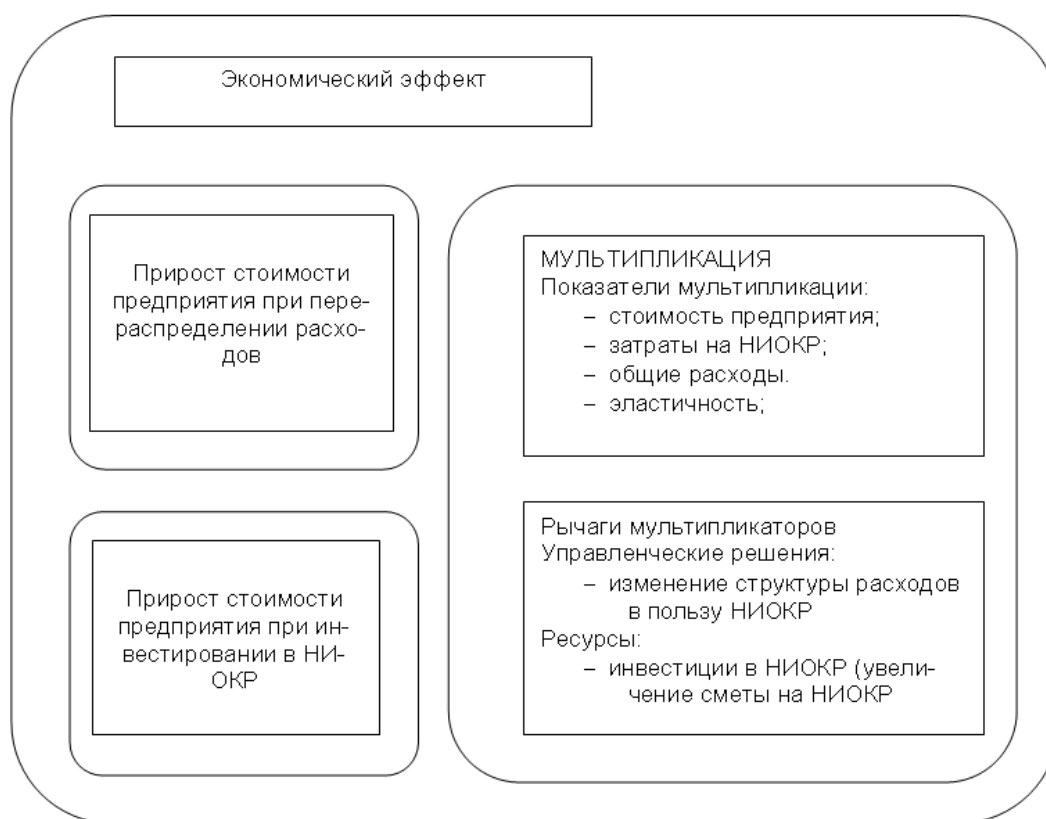 Экономический эффект
Прирост стоимости
предприятия при пере-
распределении расхо-
дов
МУЛЬТИПЛИКАЦИЯ
Показатели мультипликации:
– стоимость предприятия;
– затраты на НИОКР;
– общие расходы.
– эластичность;
Прирост стоимости
предприятия при ин-
вестировании в НИ-
ОКР
Рычаги мультипликаторов
Управленческие решения:
– изменение структуры расходов
в пользу НИОКР
Ресурсы:
– инвестиции в НИОКР (увели-
чение сметы на НИОКР